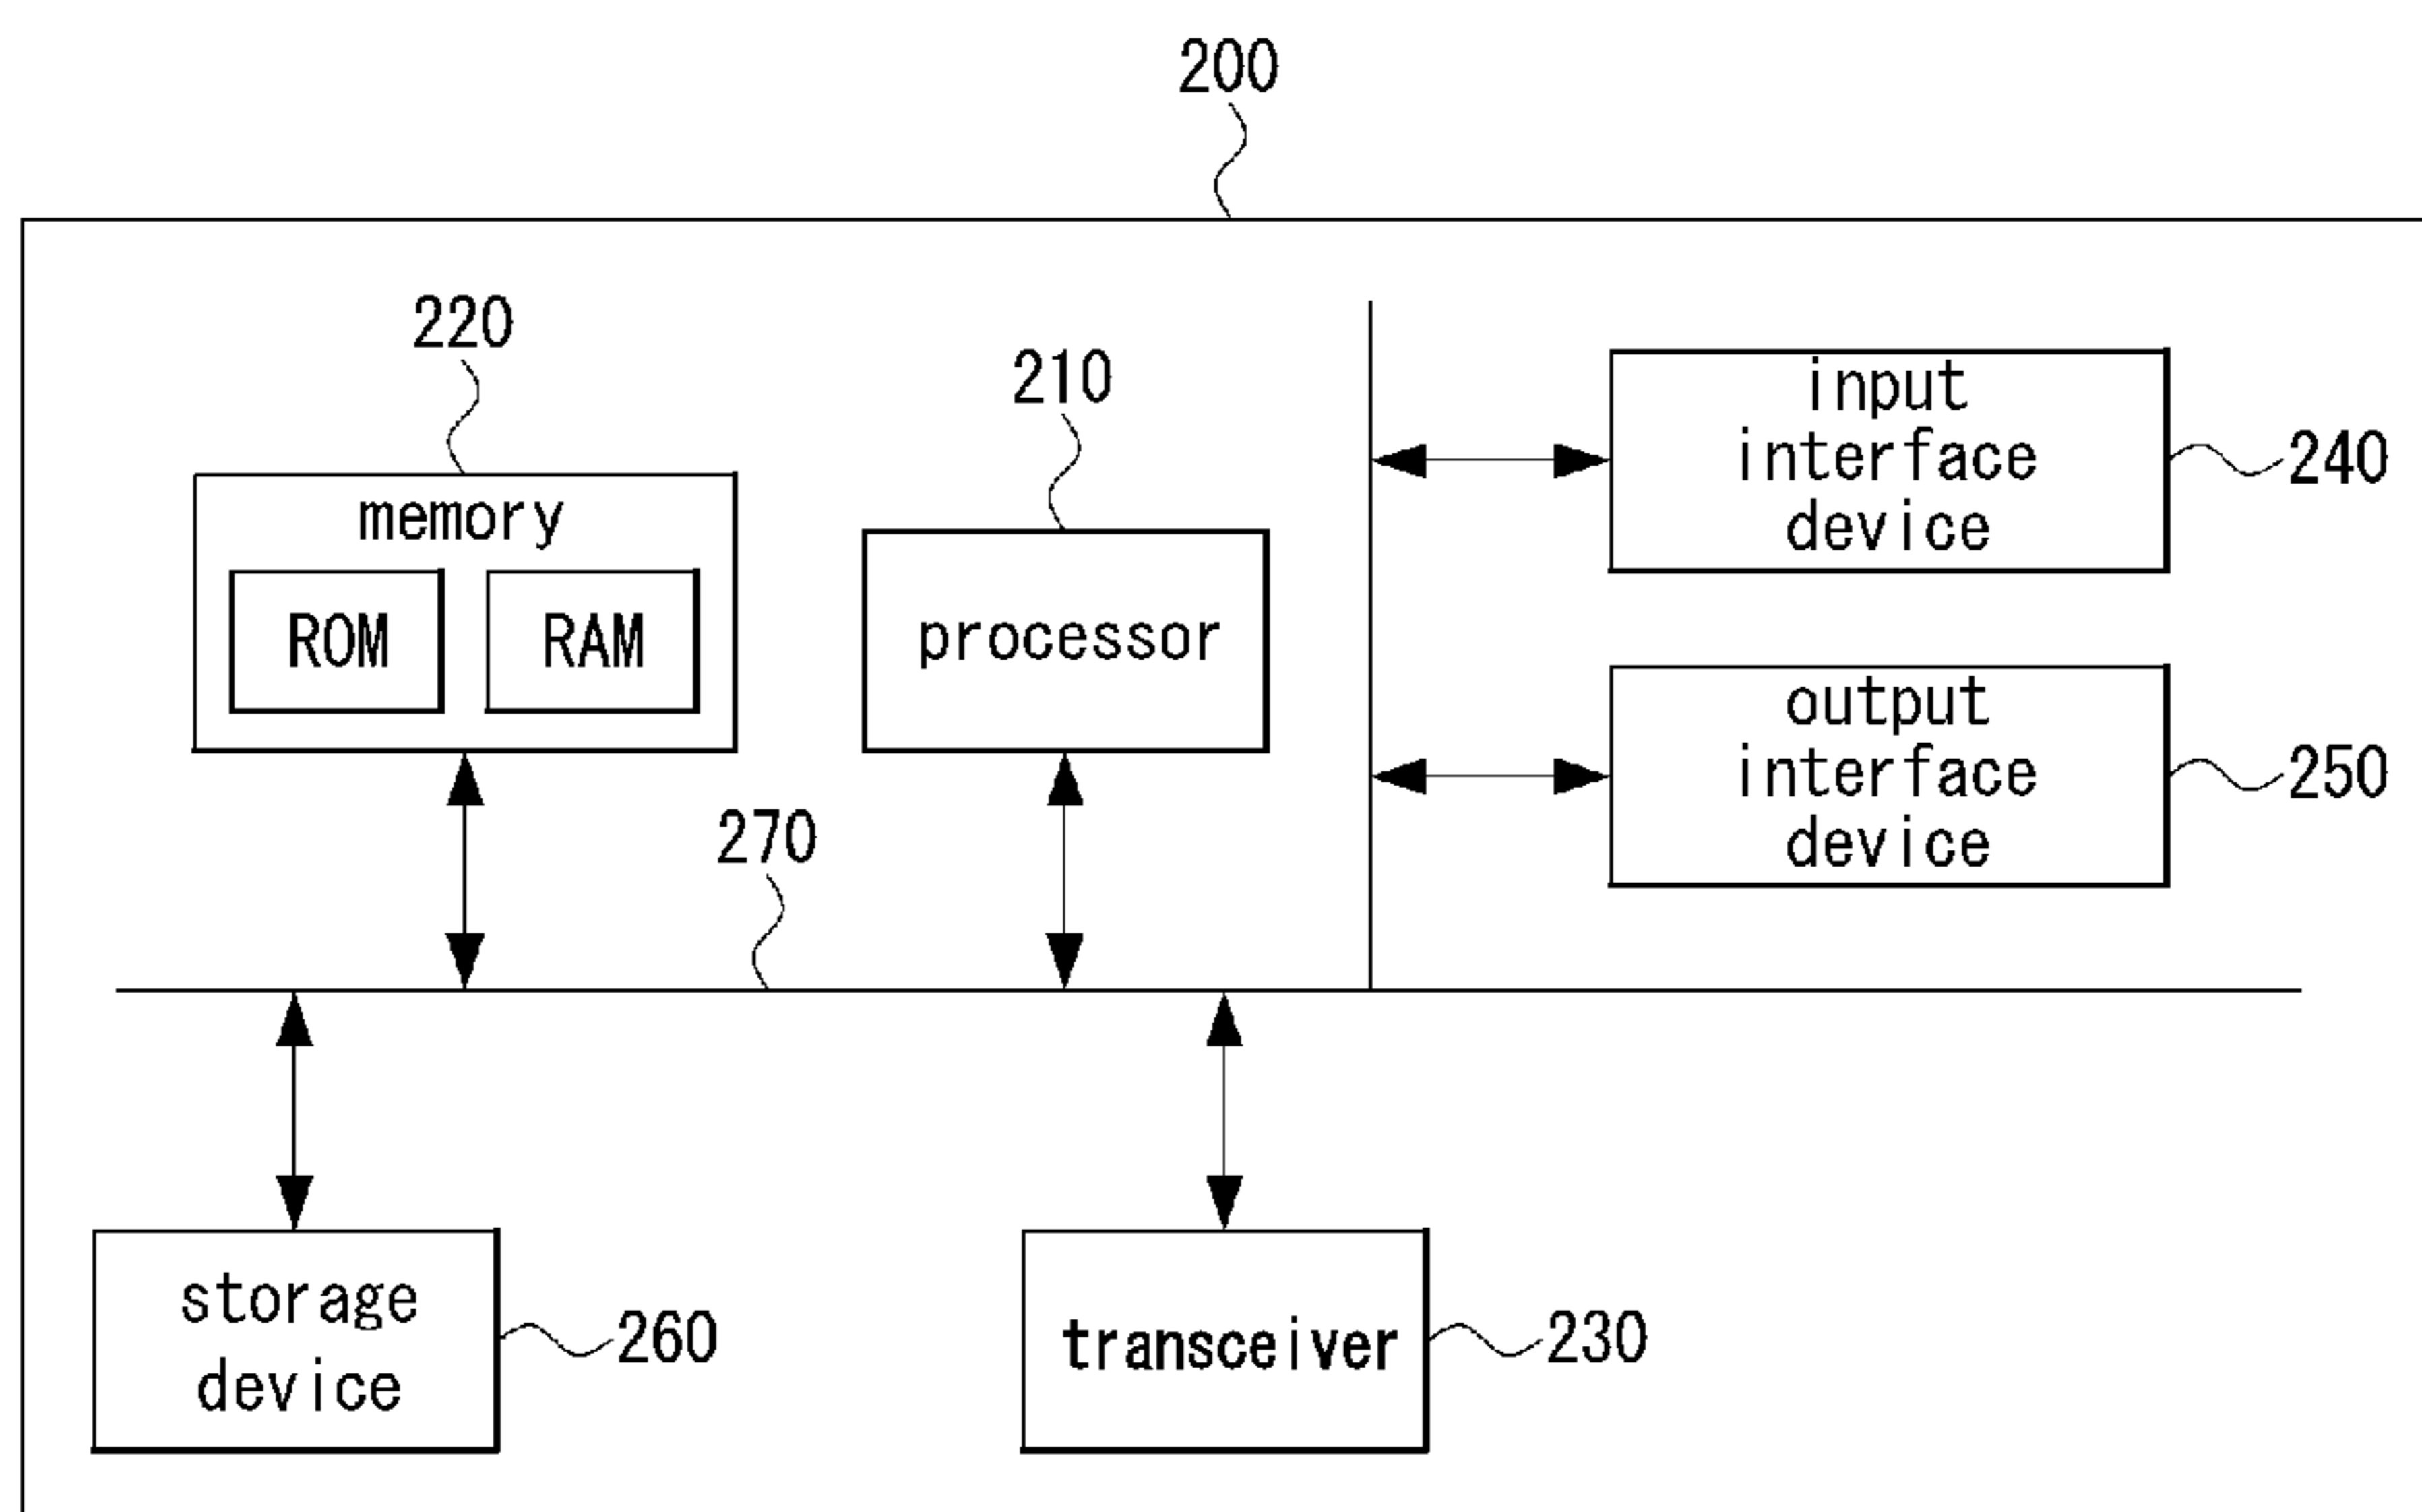 200
220
210
memory
ROM
RAM
processor
input
interface
device
240
output
interface
device
250
270
storage
device
260
transceiver
230